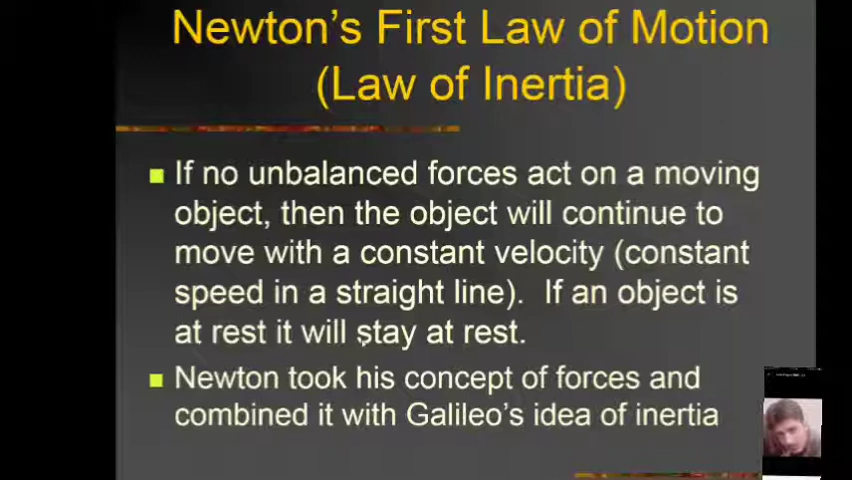 Newton's First Law of Motion
(Law of Inertia)
If no unbalanced forces act on a moving
object, then the object will continue to
move with a constant velocity (constant
speed in a straight line). If an object is
at rest it will stay at rest.
Newton took his concept of forces and
combined it with Galileo's idea of inertia